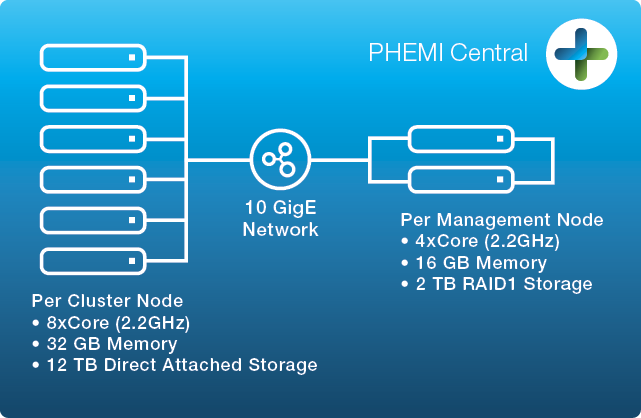 PHEMI Central
10 GigE
Network
Per Management Node
• 4xCore (2.2GHz)
• 16 GB Memory
• 2 TB RAID1 Storage
Per Cluster Node
• 8xCore (2.2GHz)
• 32 GB Memory
• 12 TB Direct Attached Storage